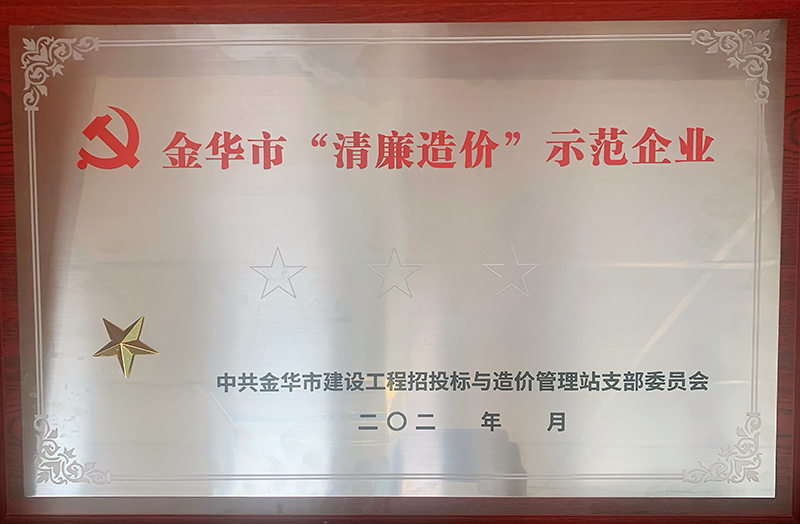 金华市“清廉造价”示范企业
中共金华市建设工程招投标与造价管理站支部委员会
二〇二 年 月